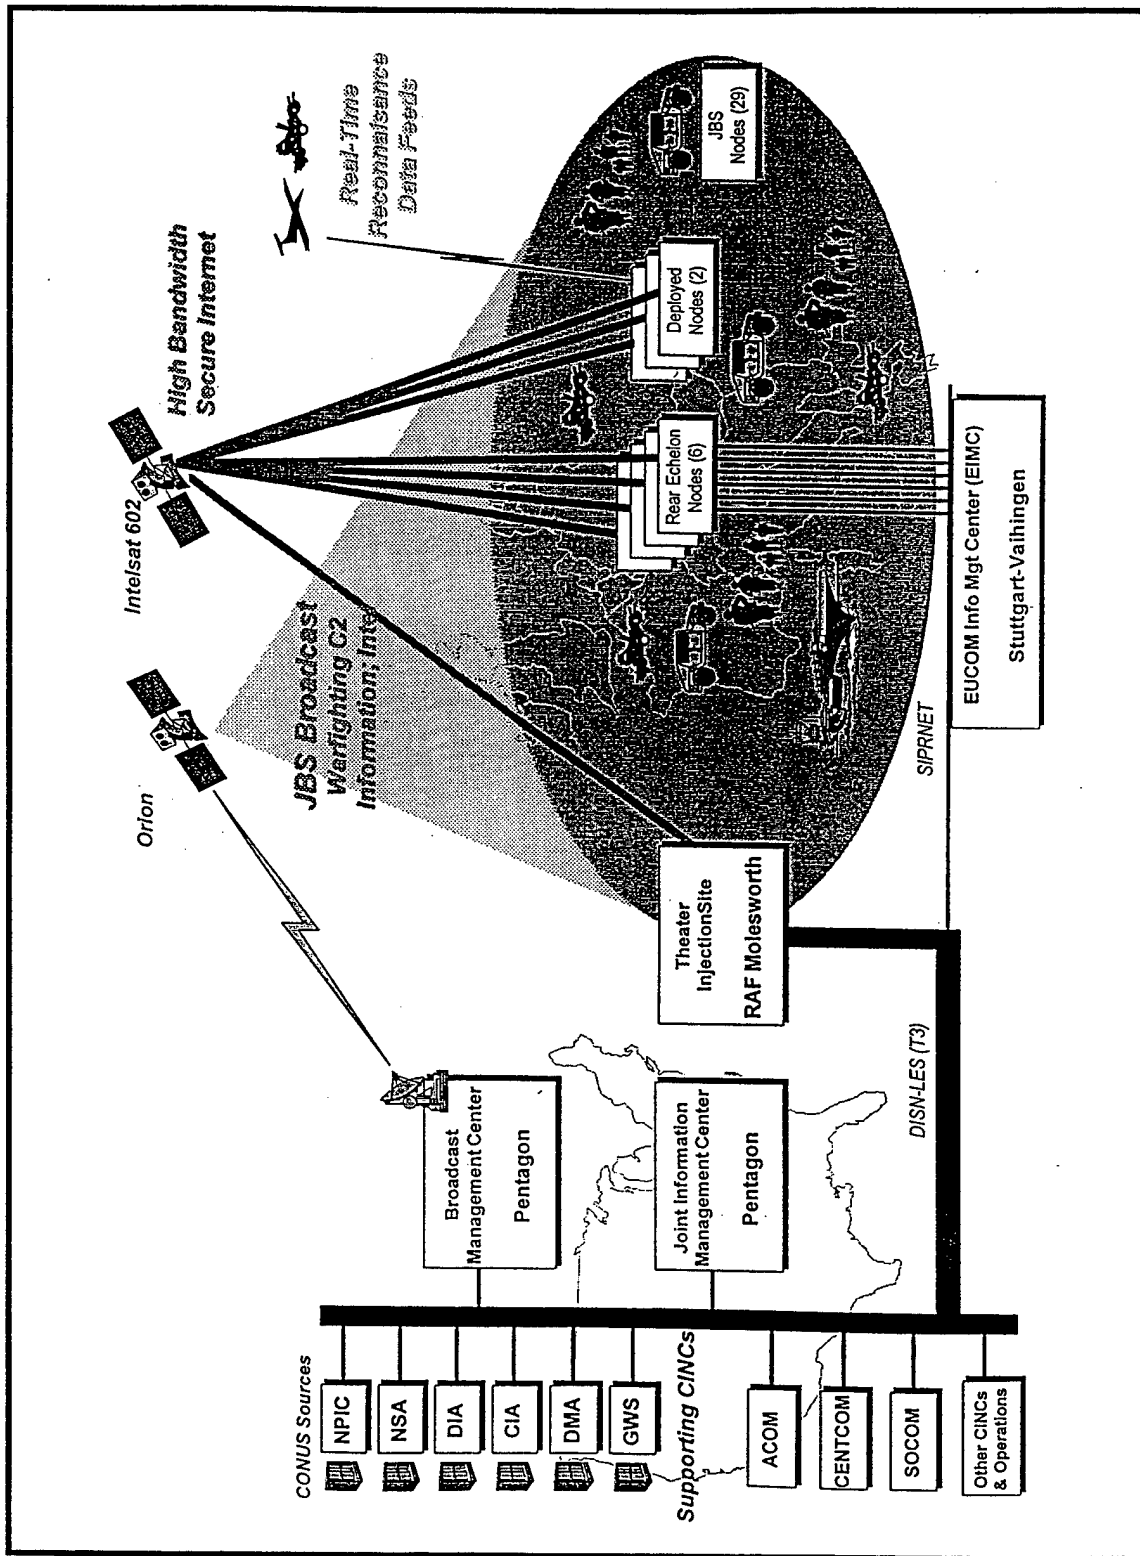 CONUS Sources
NPIC
NSA
DIA
CIA
DMA
GWS
Supporting CINCs
ACOM
CENTCOM
SOCOM
Other CINCs
& Operations
Broadcast
Management Center
Pentagon
Joint Information
Management Center
Pentagon
DISN-LES (T3)
Orion
Intelsat 602
High Bandwidth
Secure Internet
JBS Broadcast
Warfighting C2
Information; Inte
Real-Time
Reconnaisance
Data Feeds
Theater
InjectionSite
RAF Molesworth
Rear Echelon
Nodes (6)
Deployed
Nodes (2)
JBS
Nodes (29)
SIPRNET
EUCOM Info Mgt Center (EIMC)
Stuttgart-Vaihingen